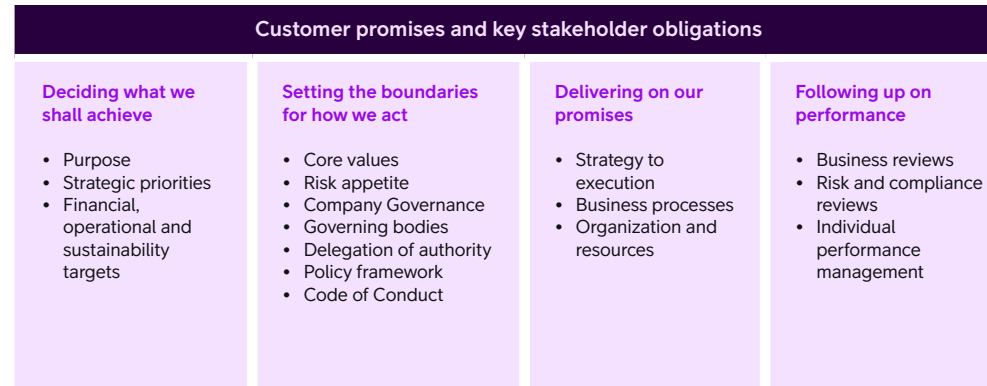 Customer promises and key stakeholder obligations
Deciding what we
shall achieve
• Purpose
• Strategic priorities
• Financial,
operational and
sustainability
targets
Setting the boundaries
for how we act
• Core values
• Risk appetite
• Company Governance
• Governing bodies
• Delegation of authority
• Policy framework
• Code of Conduct
Delivering on our
promises
• Strategy to
execution
• Business processes
• Organization and
resources
Following up on
performance
• Business reviews
• Risk and compliance
reviews
• Individual
performance
management